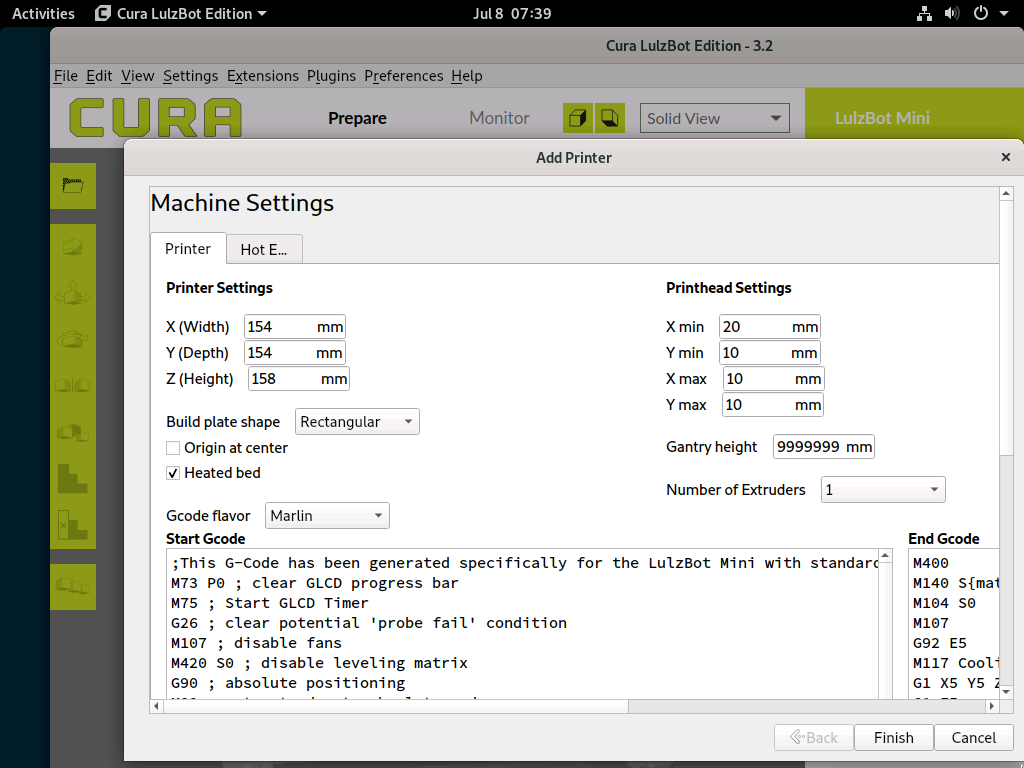 Activities Cura LulzBot Edition Jul 8 07:39
Cura LulzBot Edition - 3.2
File Edit View Settings Extensions Plugins Preferences Help
CURA Prepare Monitor Solid View LulzBot Mini
Add Printer
Machine Settings
Printer Hot E...
Printer Settings Printhead Settings
X (Width) 154 mm X min 20 mm
Y (Depth) 154 mm Y min 10 mm
Z (Height) 158 mm X max 10 mm
Y max 10 mm
Build plate shape Rectangular
Origin at center Gantry height 9999999 mm
Heated bed
Number of Extruders 1
Gcode flavor Marlin
Start Gcode End Gcode
;This G-Code has been generated specifically for the LulzBot Mini with standard M400
M73 P0 ; clear GLCD progress bar M140 S{mat
M75 ; Start GLCD Timer M104 S0
G26 ; clear potential 'probe fail' condition M107
M107 ; disable fans G92 E5
M420 S0 ; disable leveling matrix M117 Cooli
G90 ; absolute positioning G1 X5 Y5 Z
Back Finish Cancel